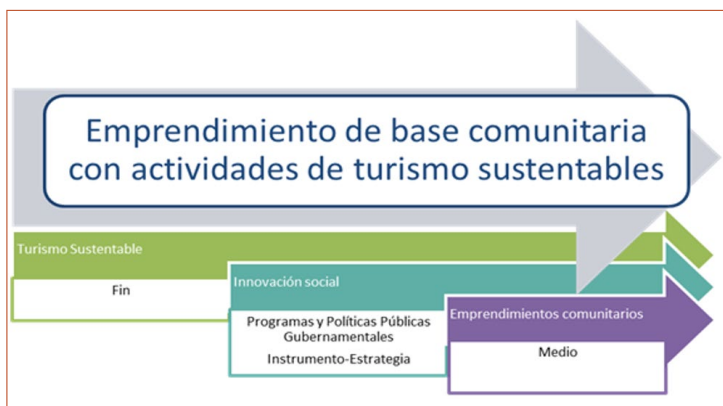 Emprendimiento de base comunitaria
con actividades de turismo sustentables
Turismo Sustentable
Fin
Innovación social
Programas y Políticas Públicas
Gubernamentales
Instrumento-Estrategia
Emprendimientos comunitarios
Medio